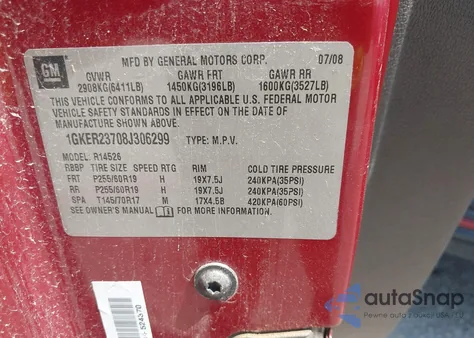 GM
MFD BY GENERAL MOTORS CORP. 07/08
GVWR GAWR FRT GAWR RR
2908KG(6411LB) 1450KG(3196LB) 1600KG(3527LB)
THIS VEHICLE CONFORMS TO ALL APPLICABLE U.S. FEDERAL MOTOR
VEHICLE SAFETY STANDARDS IN EFFECT ON THE DATE OF
MANUFACTURE SHOWN ABOVE.
1GKER23708J306299 TYPE: M.P.V.
MODEL: R14526
RBBP TIRE SIZE SPEED RTG RIM COLD TIRE PRESSURE
FRT P255/60R19 H 19X7.5J 240KPA(35PSI)
RR P255/60R19 H 19X7.5J 240KPA(35PSI)
SPA T145/70R17 M 17X4.5B 420KPA(60PSI)
SEE OWNER'S MANUAL FOR MORE INFORMATION.
autoSnap